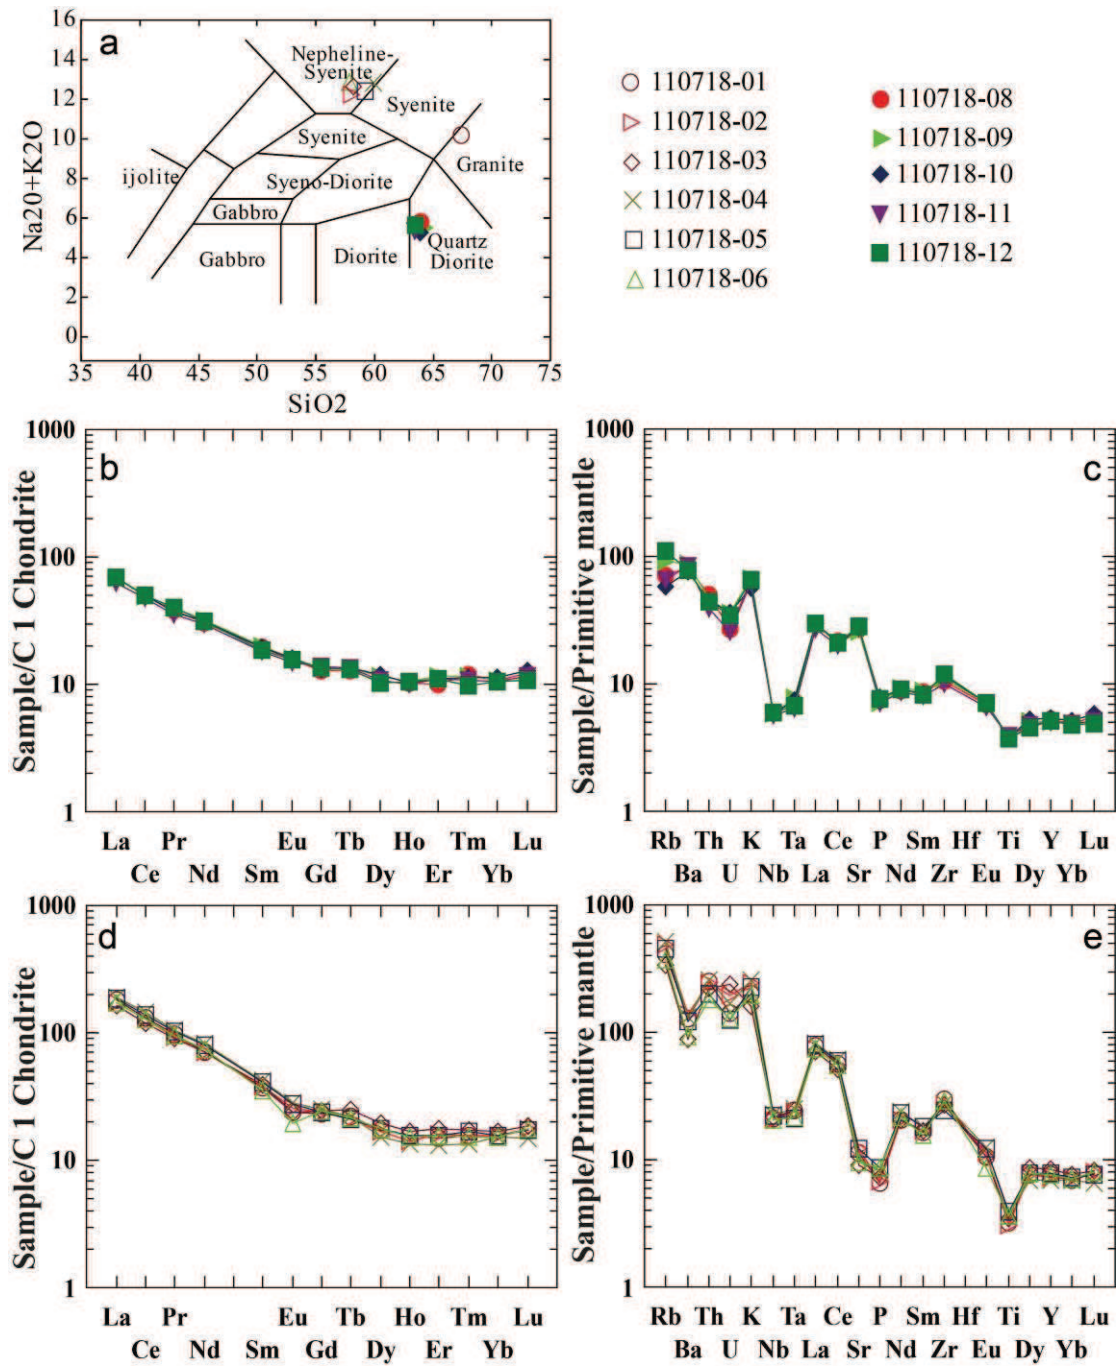 a
16
14
12
10
8
6
4
2
0
Na20+K2O
Nepheline-
Syenite
Syenite
Syenite
Granite
ijolite
Syeno-Diorite
Gabbro
Gabbro
Diorite
Quartz
Diorite
35 40 45 50 55 60 65 70 75
SiO2
110718-01
110718-02
110718-03
110718-04
110718-05
110718-06
110718-08
110718-09
110718-10
110718-11
110718-12
b
1000
100
10
1
Sample/C 1 Chondrite
La Pr Eu Tb Ho Tm Lu
Ce Nd Sm Gd Dy Er Yb
c
1000
100
10
1
Sample/Primitive mantle
Rb Th K Ta Ce P Sm Hf Ti Y Lu
Ba U Nb La Sr Nd Zr Eu Dy Yb
d
1000
100
10
1
Sample/C 1 Chondrite
La Pr Eu Tb Ho Tm Lu
Ce Nd Sm Gd Dy Er Yb
e
1000
100
10
1
Sample/Primitive mantle
Rb Th K Ta Ce P Sm Hf Ti Y Lu
Ba U Nb La Sr Nd Zr Eu Dy Yb